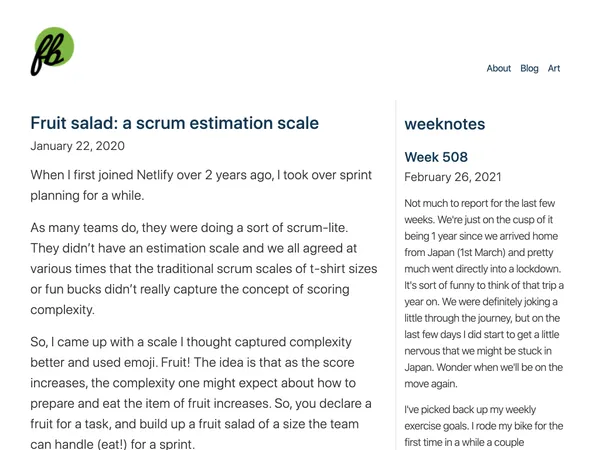 fb
About Blog Art
Fruit salad: a scrum estimation scale
January 22, 2020
When I first joined Netlify over 2 years ago, I took over sprint
planning for a while.
As many teams do, they were doing a sort of scrum-lite.
They didn’t have an estimation scale and we all agreed at
various times that the traditional scrum scales of t-shirt sizes
or fun bucks didn’t really capture the concept of scoring
complexity.
So, I came up with a scale I thought captured complexity
better and used emoji. Fruit! The idea is that as the score
increases, the complexity one might expect about how to
prepare and eat the item of fruit increases. So, you declare a
fruit for a task, and build up a fruit salad of a size the team
can handle (eat!) for a sprint.
weeknotes
Week 508
February 26, 2021
Not much to report for the last few
weeks. We're just on the cusp of it
being 1 year since we arrived home
from Japan (1st March) and pretty
much went directly into a lockdown.
It's sort of funny to think of that trip a
year on. We were definitely joking a
little through the journey, but on the
last few days I did start to get a little
nervous that we might be stuck in
Japan. Wonder when we'll be on the
move again.
I've picked back up my weekly
exercise goals. I rode my bike for the
first time in a while a couple